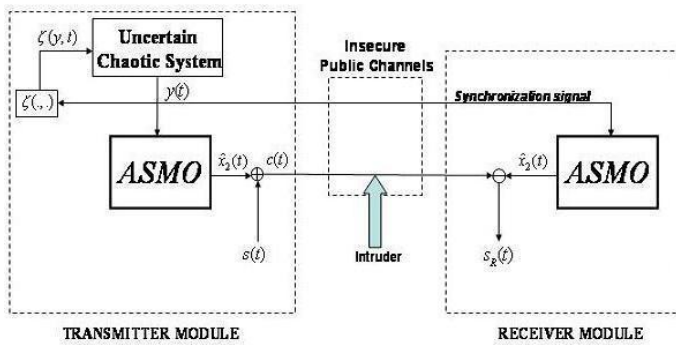 ζ(y,t)
Uncertain
Chaotic System
Insecure
Public Channels
ζ(.,.)
y(t)
Synchronization signal
ASMO
x̂₂(t)
c(t)
x̂₂(t)
ASMO
s(t)
Intruder
s_R(t)
TRANSMITTER MODULE
RECEIVER MODULE